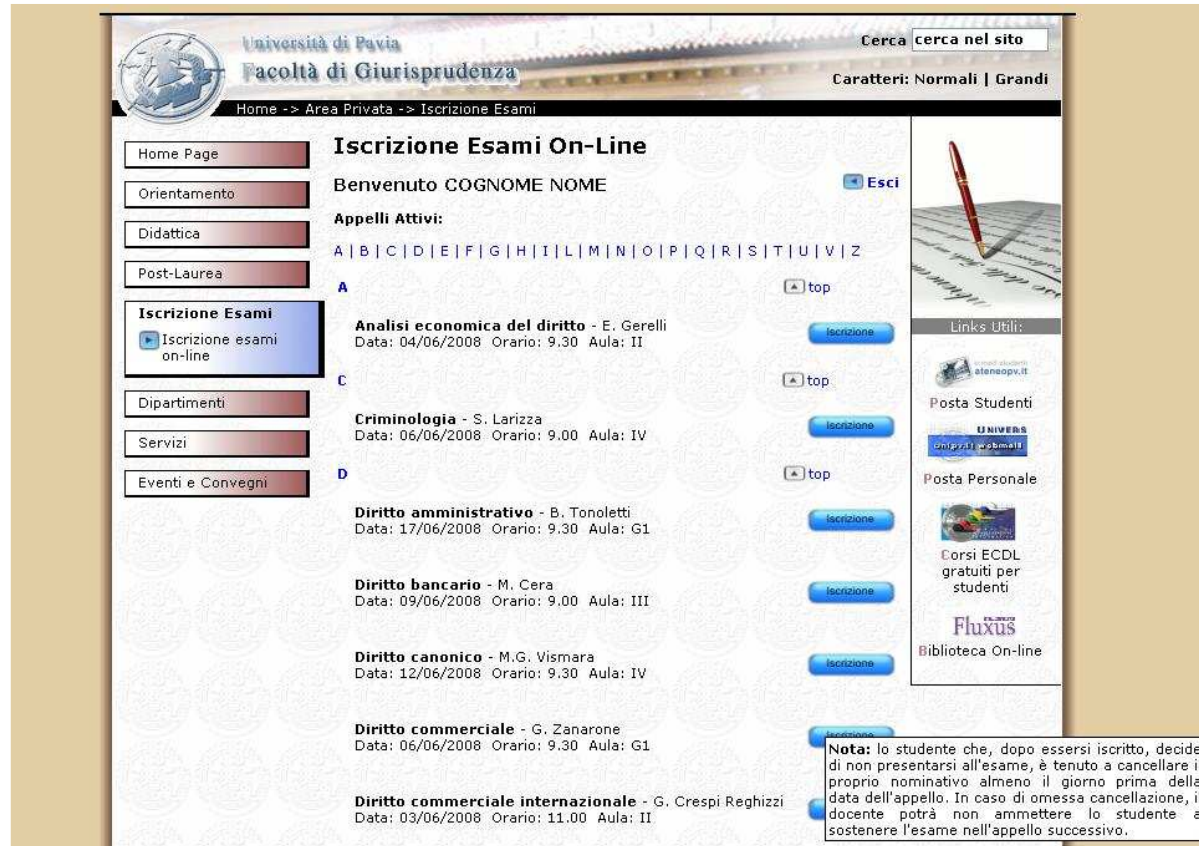 Università di Pavia
Facoltà di Giurisprudenza
Cerca cerca nel sito
Caratteri: Normali | Grandi
Home -> Area Privata -> Iscrizione Esami
Home Page
Orientamento
Didattica
Post-Laurea
Iscrizione Esami
Iscrizione esami
on-line
Dipartimenti
Servizi
Eventi e Convegni
Iscrizione Esami On-Line
Benvenuto COGNOME NOME
Esci
Appelli Attivi:
A | B | C | D | E | F | G | H | I | L | M | N | O | P | Q | R | S | T | U | V | Z
A
top
Analisi economica del diritto - E. Gerelli
Data: 04/06/2008 Orario: 9.30 Aula: II
Iscrizione
C
top
Criminologia - S. Larizza
Data: 06/06/2008 Orario: 9.00 Aula: IV
Iscrizione
D
top
Diritto amministrativo - B. Tonoletti
Data: 17/06/2008 Orario: 9.30 Aula: G1
Iscrizione
Diritto bancario - M. Cera
Data: 09/06/2008 Orario: 9.00 Aula: III
Iscrizione
Diritto canonico - M.G. Vismara
Data: 12/06/2008 Orario: 9.30 Aula: IV
Iscrizione
Diritto commerciale - G. Zanarone
Data: 06/06/2008 Orario: 9.30 Aula: G1
Iscrizione
Diritto commerciale internazionale - G. Crespi Reghizzi
Data: 03/06/2008 Orario: 11.00 Aula: II
Links Utili:
ateneopv.it
Posta Studenti
UNIVERS
unipv.it webmail
Posta Personale
Corsi ECDL
gratuiti per
studenti
Fluxus
Biblioteca On-line
Nota: lo studente che, dopo essersi iscritto, decide
di non presentarsi all'esame, è tenuto a cancellare i
proprio nominativo almeno il giorno prima della
data dell'appello. In caso di omessa cancellazione, i
docente potrà non ammettere lo studente a
sostenere l'esame nell'appello successivo.